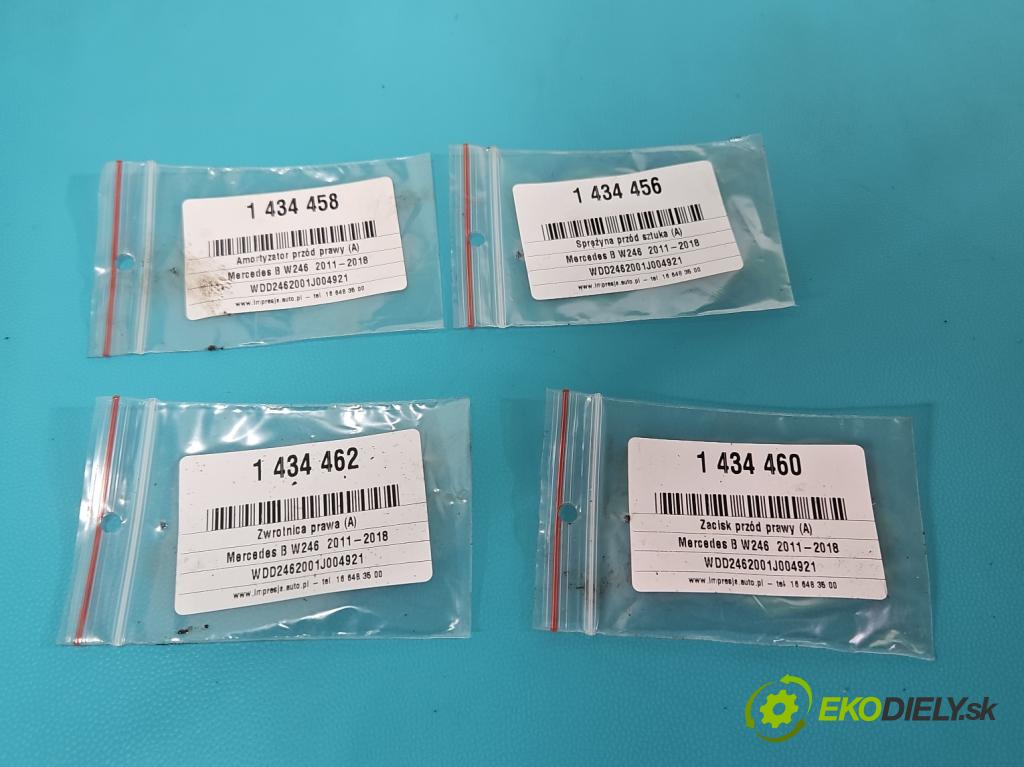 1 434 458
Amortyzator przód prawy (A)
Mercedes B W246 2011-2018
WDD2462001J004921
www.impresja.auto.pl - tel. 16 648 35 00
1 434 456
Sprężyna przód sztuka (A)
Mercedes B W246 2011-2018
WDD2462001J004921
www.impresja.auto.pl - tel. 16 648 35 00
1 434 462
Zwrotnica prawa (A)
Mercedes B W246 2011-2018
WDD2462001J004921
www.impresja.auto.pl - tel. 16 648 35 00
1 434 460
Zacisk przód prawy (A)
Mercedes B W246 2011-2018
WDD2462001J004921
www.impresja.auto.pl - tel. 16 648 35 00
EKODIELY.sk